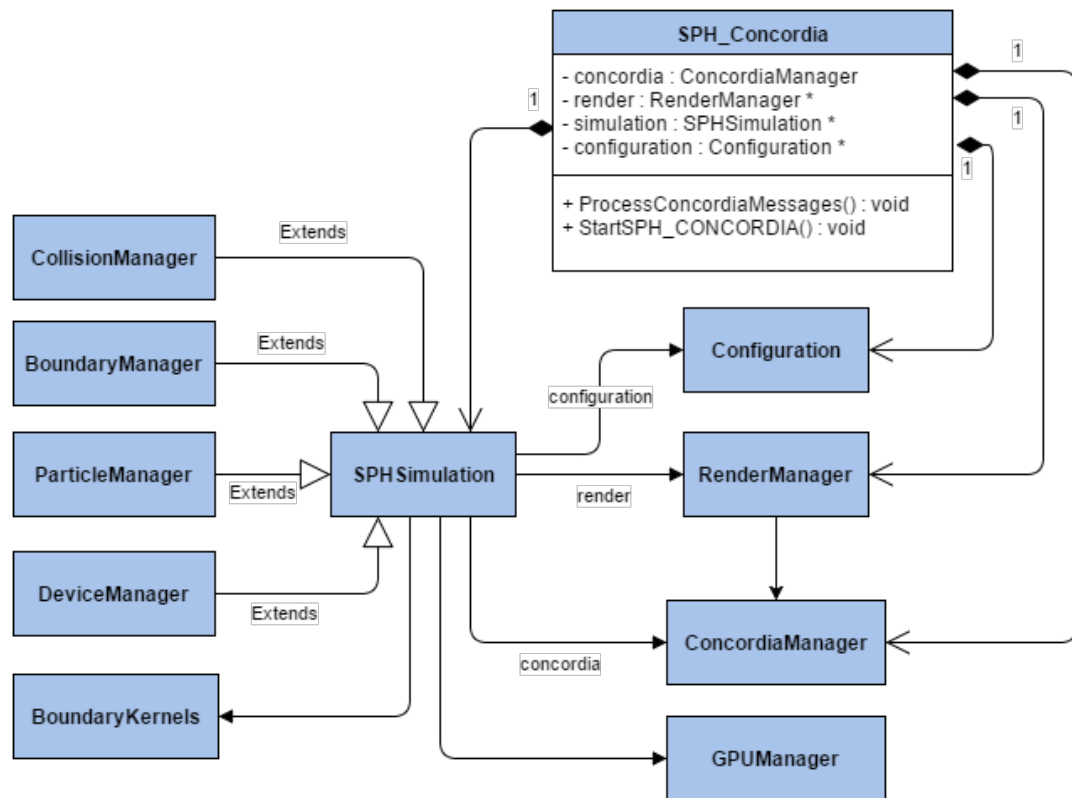 SPH_Concordia
1
- concordia : ConcordiaManager
- render : RenderManager *
1
- simulation : SPHSimulation *
1
- configuration : Configuration *
1
+ ProcessConcordiaMessages() : void
+ StartSPH_CONCORDIA() : void
Extends
CollisionManager
Extends
BoundaryManager
Configuration
configuration
ParticleManager
SPHSimulation
RenderManager
Extends
render
DeviceManager
Extends
ConcordiaManager
concordia
BoundaryKernels
GPUManager